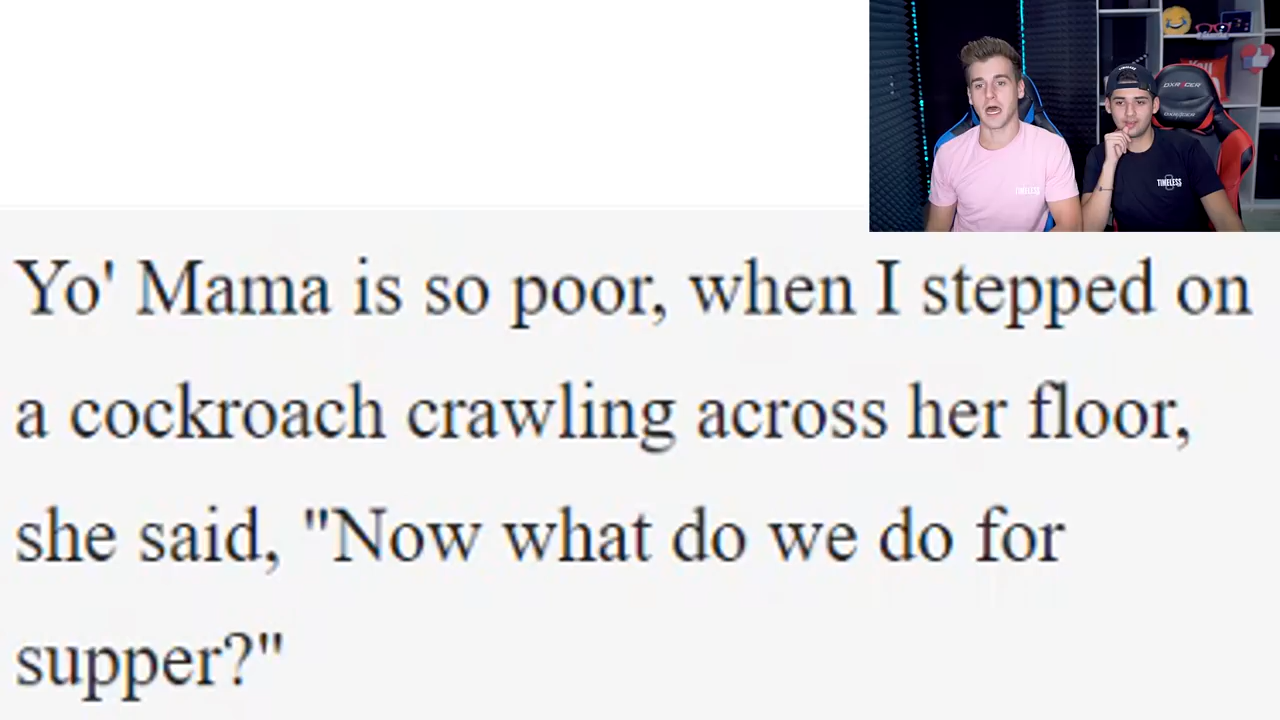 Yo' Mama is so poor, when I stepped on
a cockroach crawling across her floor,
she said, "Now what do we do for
supper?"
TIMELESS
TIMELESS
DXRACER